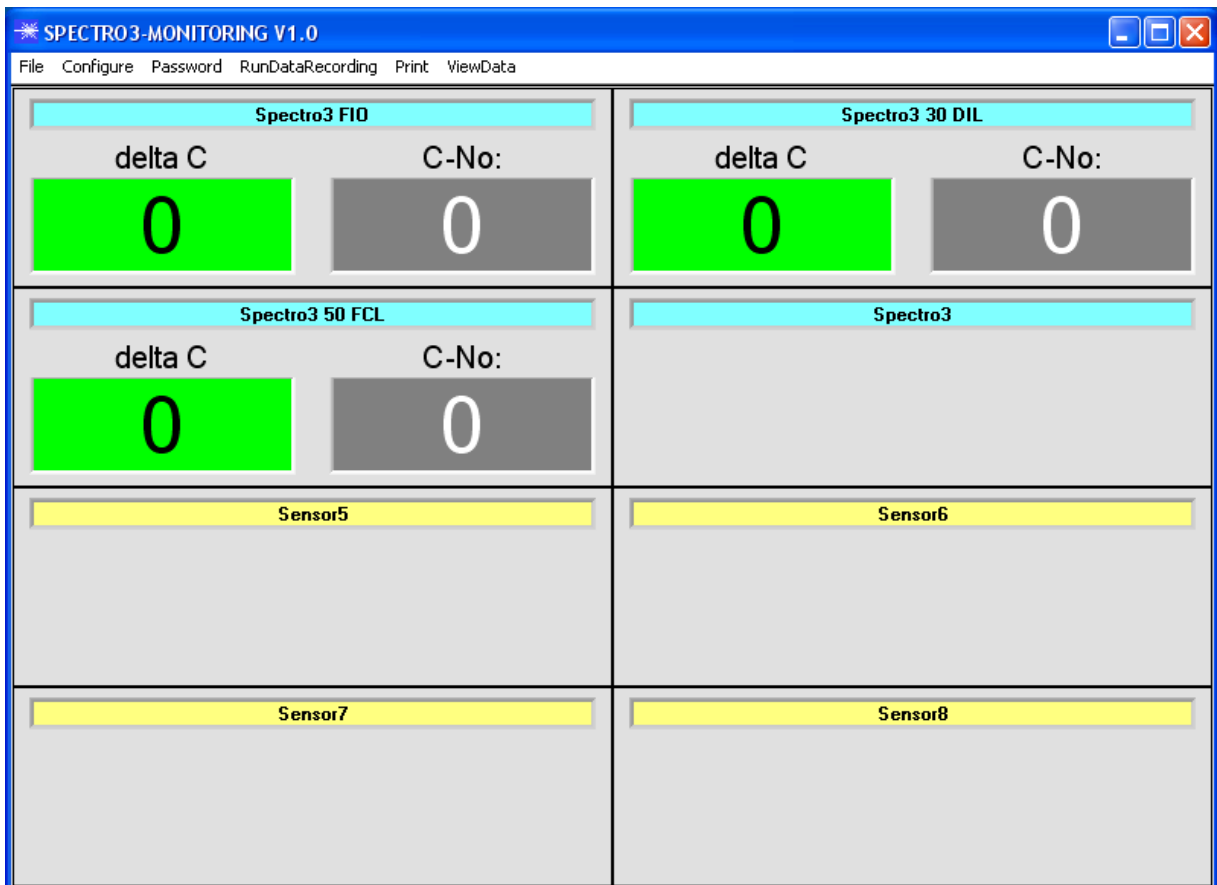 SPECTRO3-MONITORING V1.0
File Configure Password RunDataRecording Print ViewData
Spectro3 FIO
delta C C-No:
0 0
Spectro3 30 DIL
delta C C-No:
0 0
Spectro3 50 FCL
delta C C-No:
0 0
Spectro3
Sensor5
Sensor6
Sensor7
Sensor8